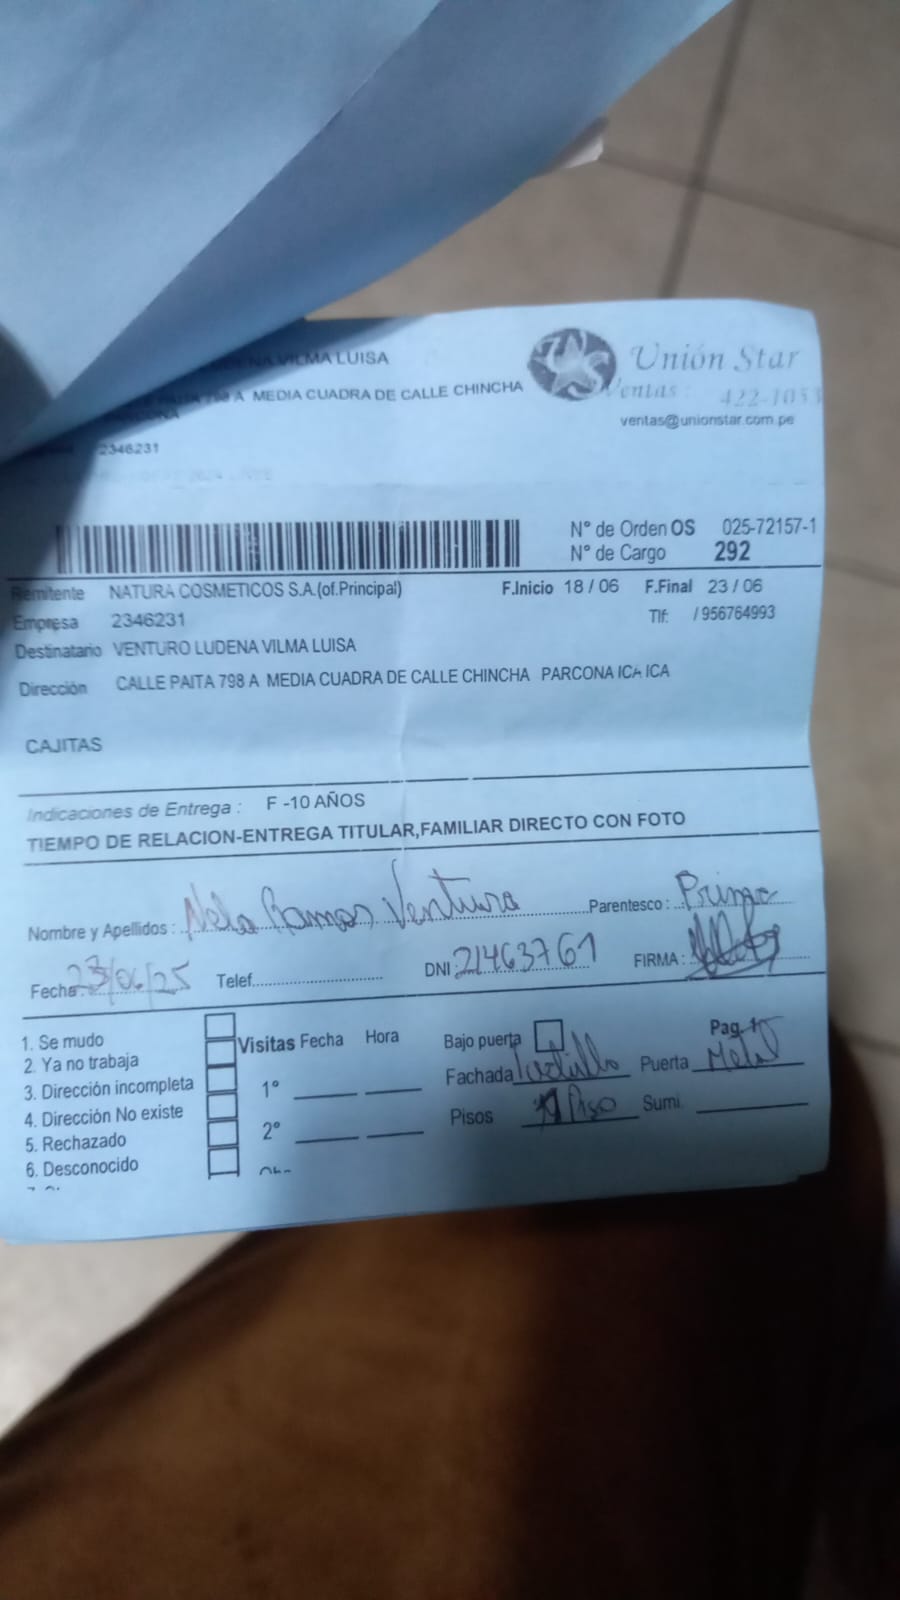 VILMA LUISA
798 A MEDIA CUADRA DE CALLE CHINCHA
2346231
Unión Star
Ventas: 422-1053
ventas@unionstar.com.pe
N° de Orden OS 025-72157-1
N° de Cargo 292
Remitente NATURA COSMETICOS S.A.(of.Principal) F.Inicio 18 / 06 F.Final 23 / 06
Empresa 2346231 Tlf: / 956764993
Destinatario VENTURO LUDENA VILMA LUISA
Dirección CALLE PAITA 798 A MEDIA CUADRA DE CALLE CHINCHA PARCONA ICA ICA
CAJITAS
Indicaciones de Entrega : F -10 AÑOS
TIEMPO DE RELACION-ENTREGA TITULAR,FAMILIAR DIRECTO CON FOTO
Nombre y Apellidos : Ramos Ventura Parentesco :
Fecha: 23/06/25 Telef. DNI: 21463761 FIRMA :
1. Se mudo
2. Ya no trabaja
3. Dirección incompleta
4. Dirección No existe
5. Rechazado
6. Desconocido
Visitas Fecha Hora
1°
2°
Bajo puerta Pag. 1
Fachada Ladrillo Puerta Metal
Pisos 1 Piso Sumi.